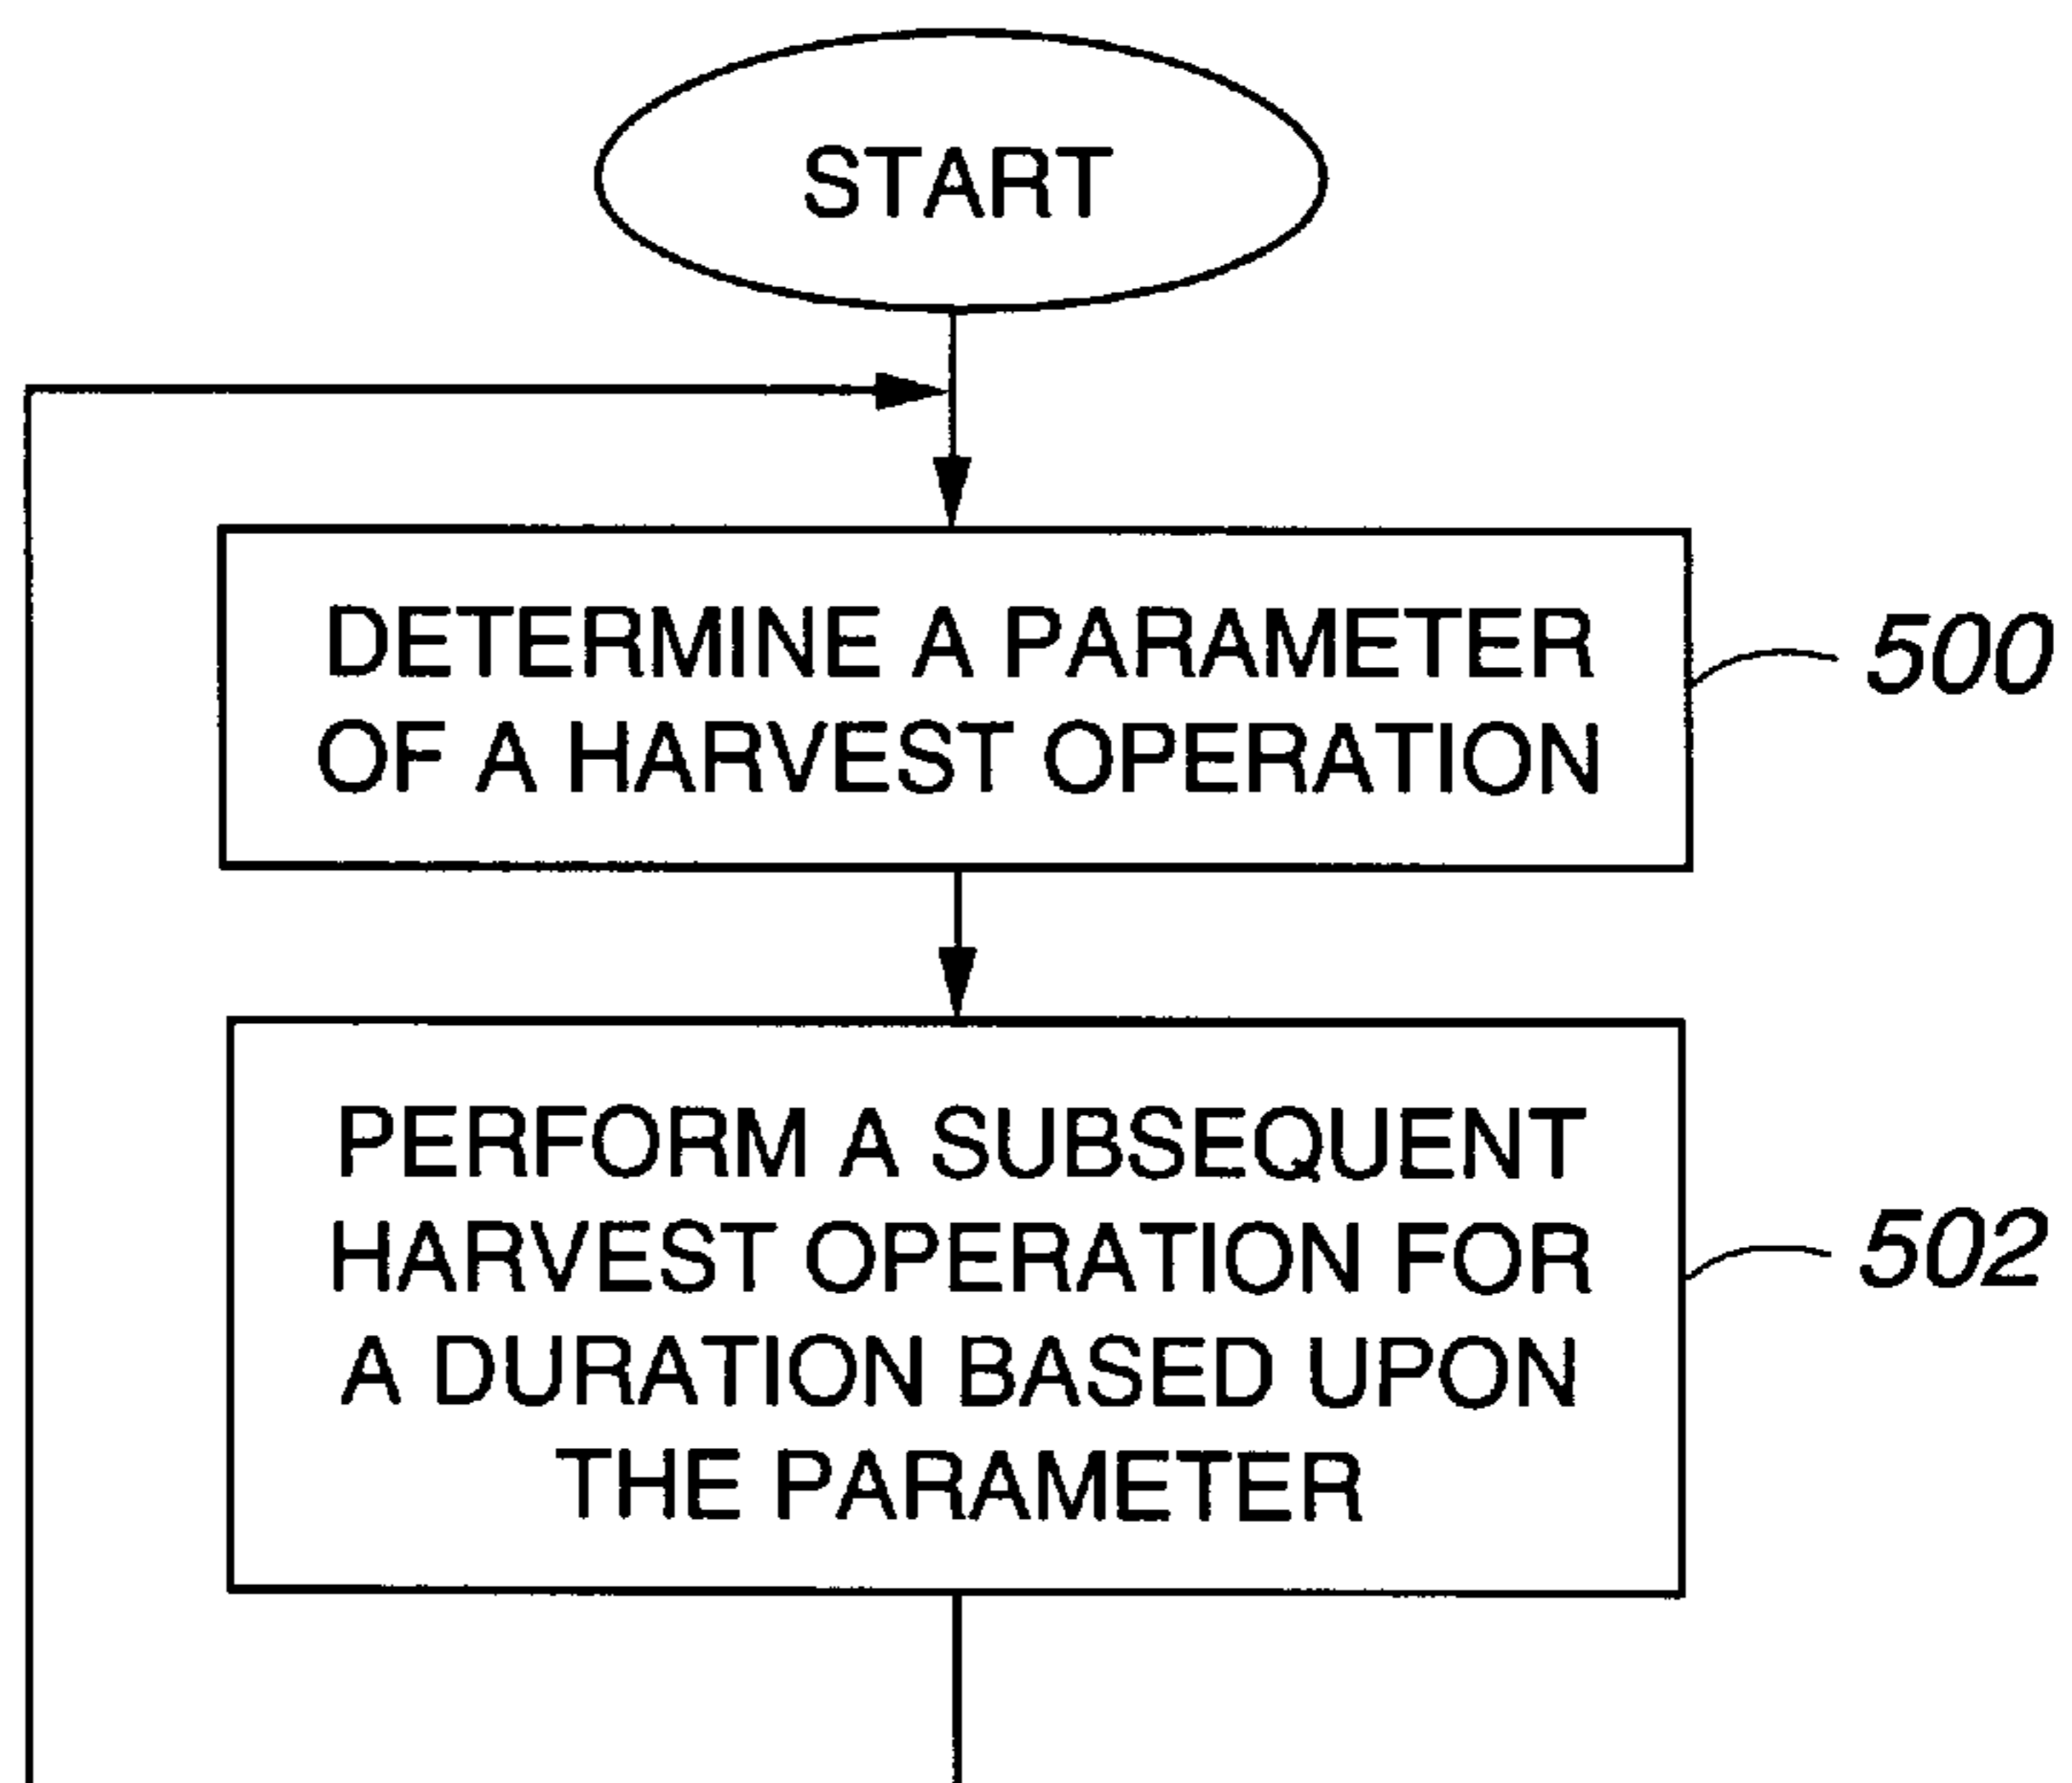 START
DETERMINE A PARAMETER
OF A HARVEST OPERATION
500
PERFORM A SUBSEQUENT
HARVEST OPERATION FOR
A DURATION BASED UPON
THE PARAMETER
502